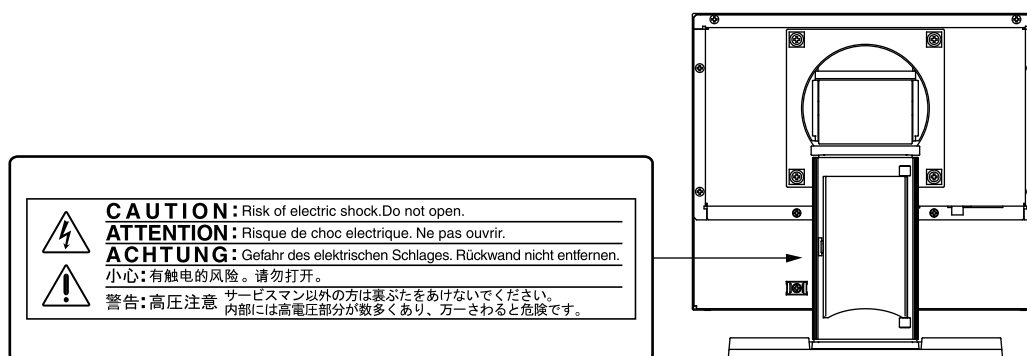 CAUTION: Risk of electric shock.Do not open.
ATTENTION: Risque de choc electrique. Ne pas ouvrir.
ACHTUNG: Gefahr des elektrischen Schlages. Rückwand nicht entfernen.
小心:有触电的风险。请勿打开。
警告:高圧注意 サービスマン以外の方は裏ぶたをあけないでください。
内部には高電圧部分が数多くあり、万一さわると危険です。